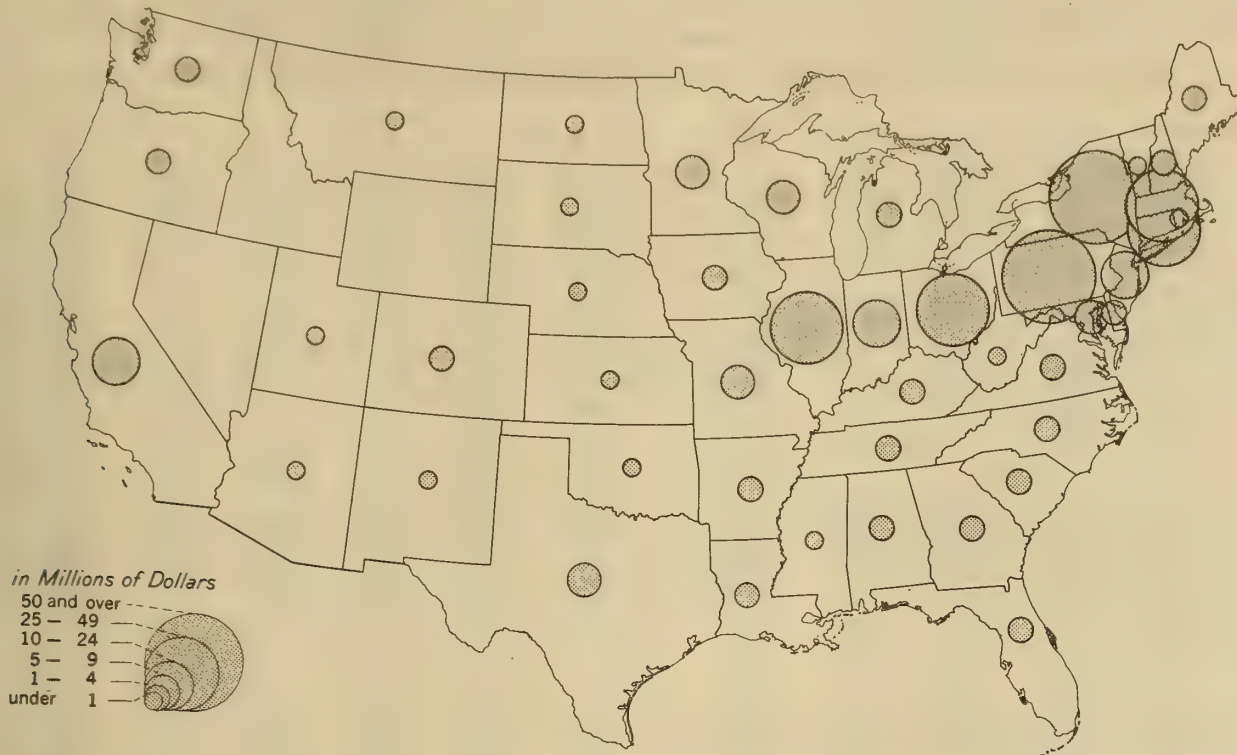 in Millions of Dollars
50 and over
25 – 49
10 – 24
5 – 9
1 – 4
under 1